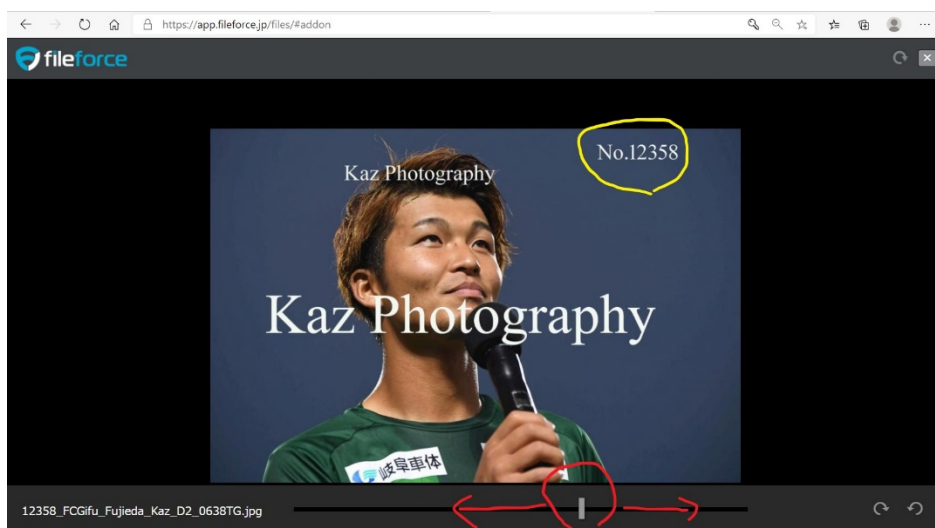 https://app.fileforce.jp/files/#addon
fileforce
No.12358
Kaz Photography
Kaz Photography
岐阜車体
12358_FCGifu_Fujieda_Kaz_D2_0638TG.jpg